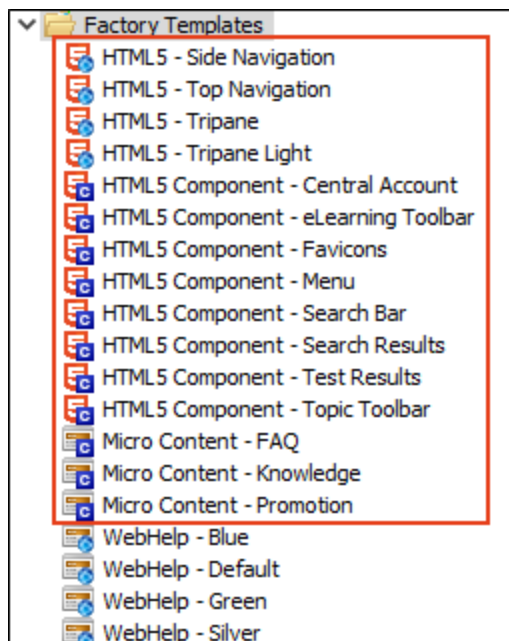 Factory Templates
HTML5 - Side Navigation
HTML5 - Top Navigation
HTML5 - Tripane
HTML5 - Tripane Light
HTML5 Component - Central Account
HTML5 Component - eLearning Toolbar
HTML5 Component - Favicons
HTML5 Component - Menu
HTML5 Component - Search Bar
HTML5 Component - Search Results
HTML5 Component - Test Results
HTML5 Component - Topic Toolbar
Micro Content - FAQ
Micro Content - Knowledge
Micro Content - Promotion
WebHelp - Blue
WebHelp - Default
WebHelp - Green
WebHelp - Silver